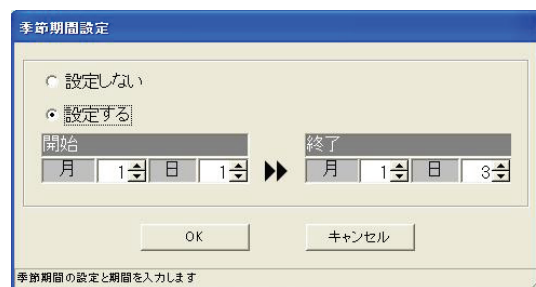 季節期間設定
設定しない
設定する
開始 終了
月 1 日 1 月 1 日 3
OK キャンセル
季節期間の設定と期間を入力します